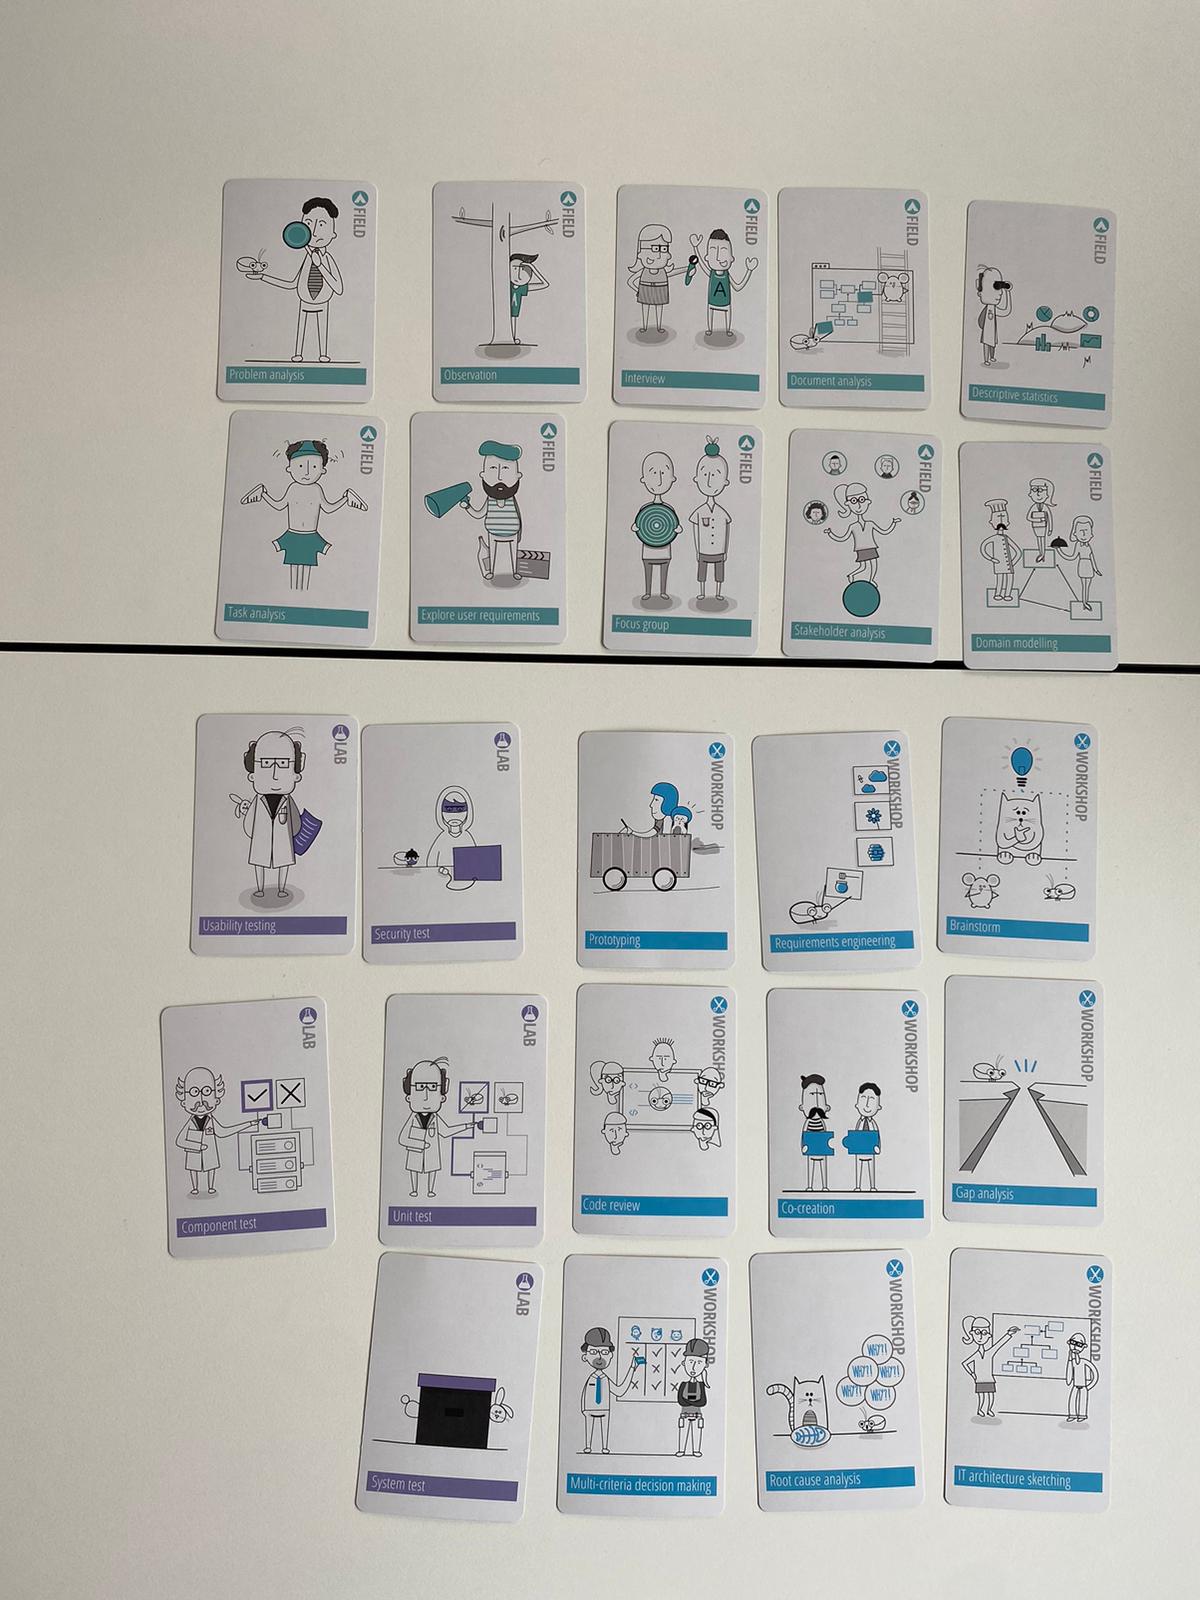 FIELD
Problem analysis
FIELD
Observation
FIELD
A
Interview
FIELD
Document analysis
FIELD
Descriptive statistics
FIELD
Task analysis
FIELD
Explore user requirements
FIELD
Focus group
FIELD
Stakeholder analysis
FIELD
Domain modelling
LAB
Usability testing
LAB
Security test
WORKSHOP
Prototyping
WORKSHOP
Requirements engineering
WORKSHOP
Brainstorm
LAB
Component test
LAB
Unit test
WORKSHOP
<>
</>
Code review
WORKSHOP
Co-creation
WORKSHOP
Gap analysis
LAB
System test
WORKSHOP
Multi-criteria decision making
WORKSHOP
WHY?!
WHY?! WHY?!
WHY?! WHY?!
Root cause analysis
WORKSHOP
IT architecture sketching